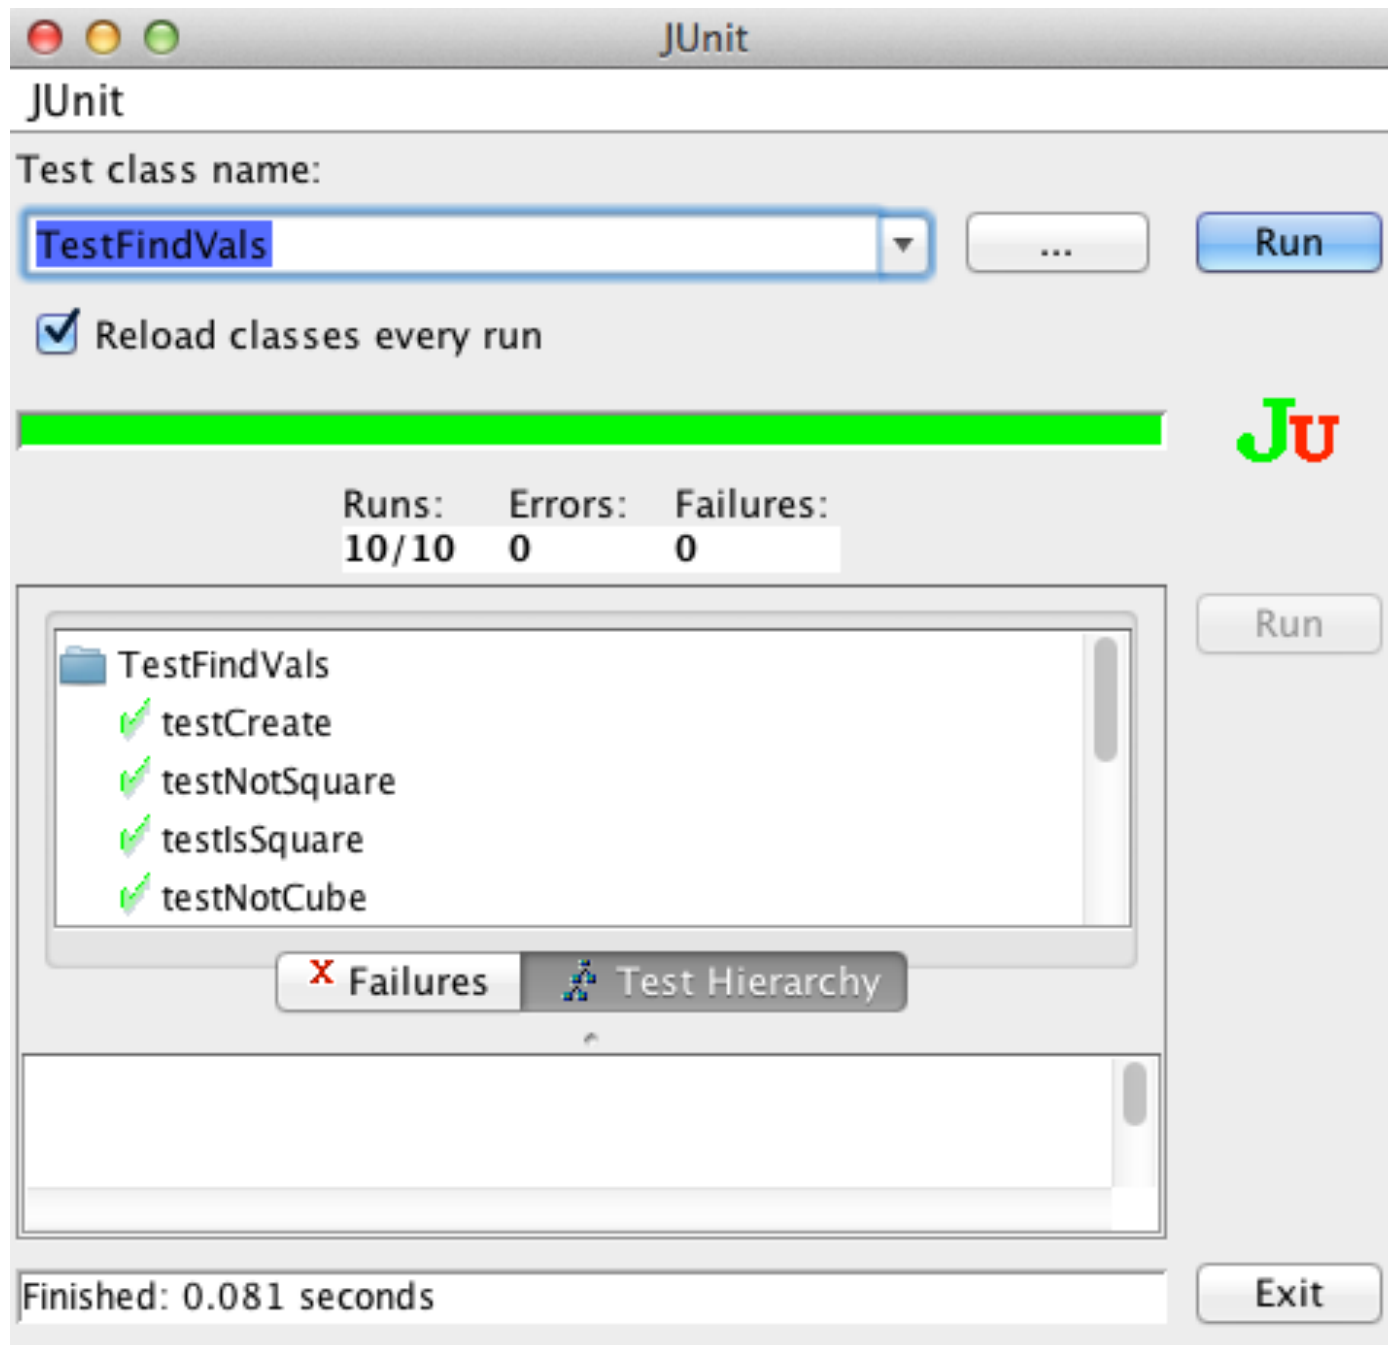 JUnit
JUnit
Test class name:
TestFindVals
...
Run
Reload classes every run
JU
Runs: Errors: Failures:
10/10 0 0
Run
TestFindVals
testCreate
testNotSquare
testIsSquare
testNotCube
x Failures
Test Hierarchy
Finished: 0.081 seconds
Exit